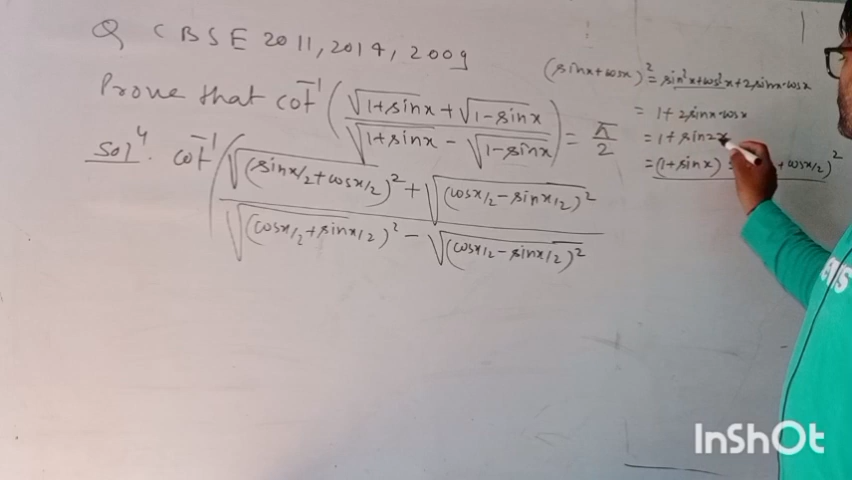 Q CBSE 2011, 2014, 2009
Prove that cot⁻¹ ( (√(1+sinx) + √(1-sinx)) / (√(1+sinx) - √(1-sinx)) ) = π/2
Solⁿ. cot⁻¹ ( (√((sinx/2+cosx/2)²) + √((cosx/2-sinx/2)²)) / (√((cosx/2+sinx/2)²) - √((cosx/2-sinx/2)²))
(sinx+cosx)² = sin²x+cos²x+2sinx·cosx
= 1+2sinx·cosx
= 1+sin2x
= (1+sinx) = + cosx/2)²
InShOt